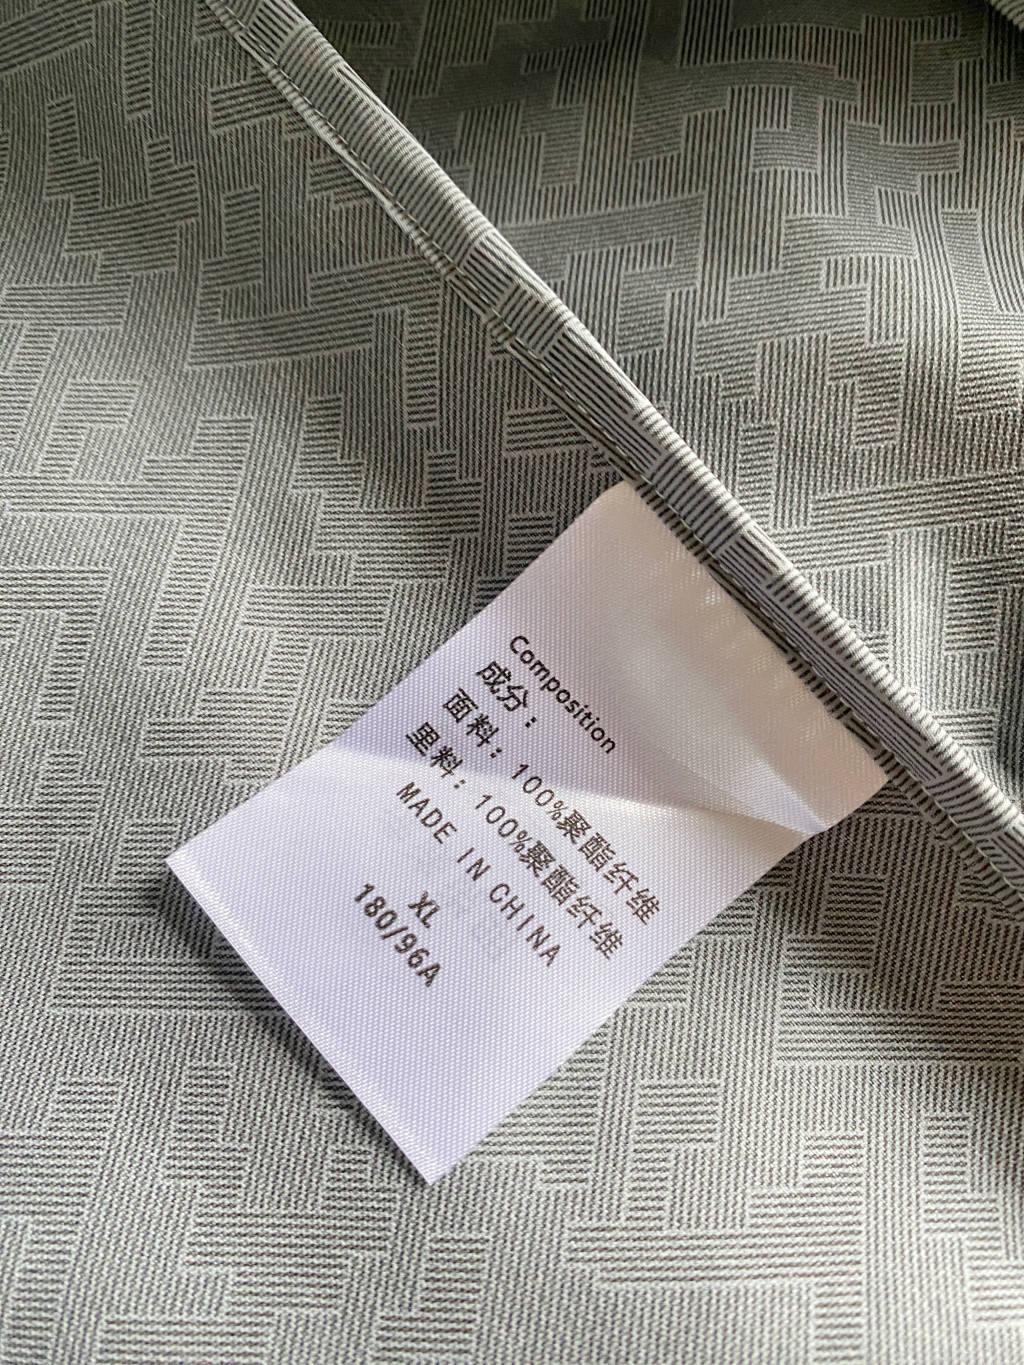 Composition
成分：
面料：100%聚酯纤维
里料：100%聚酯纤维
MADE IN CHINA
XL
180/96A